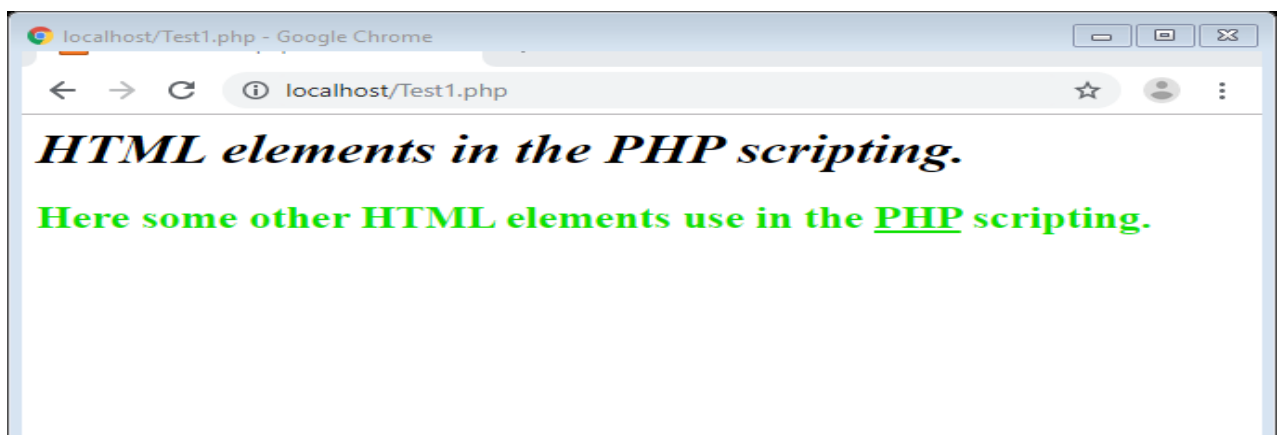 localhost/Test1.php - Google Chrome
localhost/Test1.php
HTML elements in the PHP scripting.
Here some other HTML elements use in the PHP scripting.